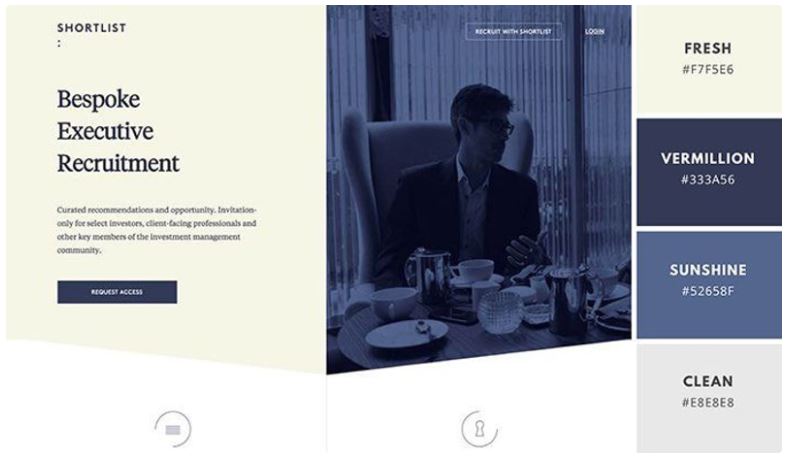 SHORTLIST
:
RECRUIT WITH SHORTLIST
LOGIN
Bespoke
Executive
Recruitment
Curated recommendations and opportunity. Invitation-
only for select investors, client-facing professionals and
other key members of the investment management
community.
REQUEST ACCESS
FRESH
#F7F5E6
VERMILLION
#333A56
SUNSHINE
#52658F
CLEAN
#E8E8E8